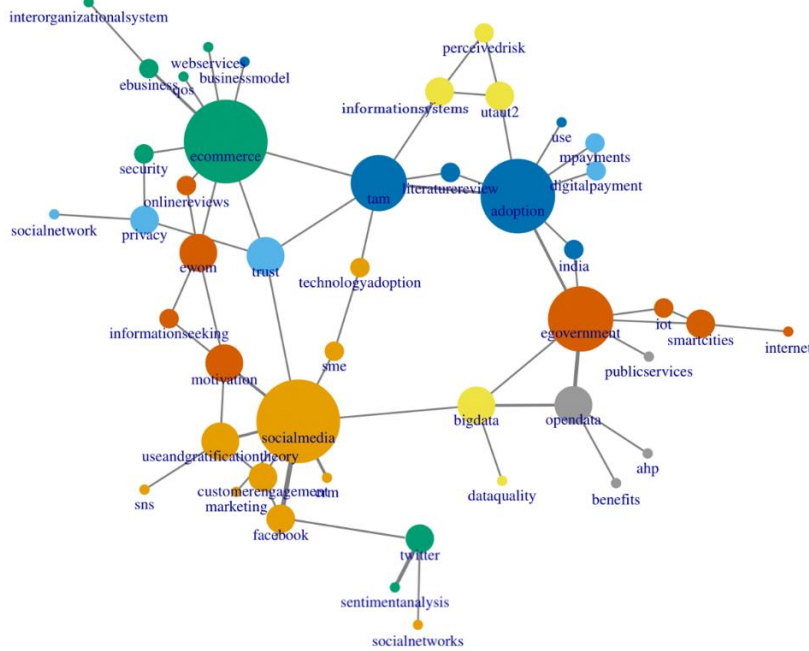 interorganizationalsystem
perceivedrisk
webservices
ebusiness
qos
businessmodel
informationsystems
utaut2
use
mpayments
ecommerce
security
literaturereview
digitalpayment
tam
adoption
onlinereviews
socialnetwork
privacy
ewom
trust
india
technologyadoption
informationseeking
egovernment
iot
smartcities
internet
sme
publicservices
motivation
socialmedia
bigdata
opendata
useandgratificationtheory
ahp
customerengagement
crm
sns
marketing
dataquality
benefits
facebook
twitter
sentimentanalysis
socialnetworks